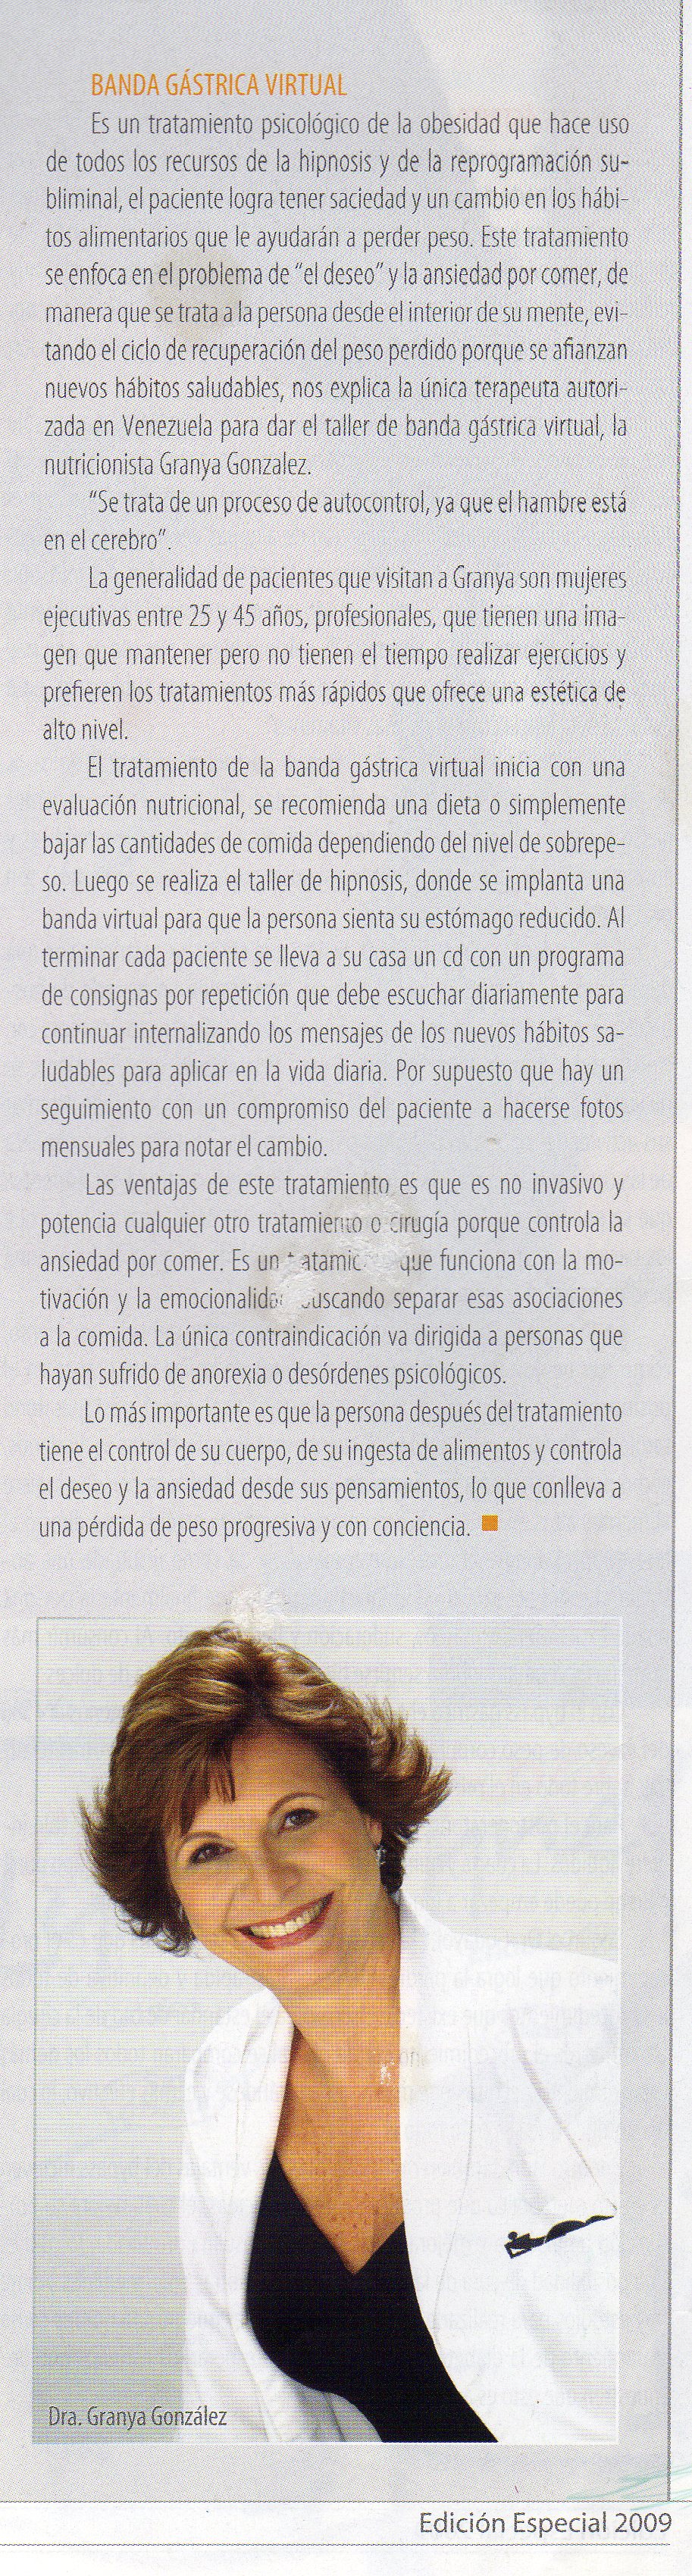 BANDA GÁSTRICA VIRTUAL
Es un tratamiento psicológico de la obesidad que hace uso
de todos los recursos de la hipnosis y de la reprogramación su-
bliminal, el paciente logra tener saciedad y un cambio en los hábi-
tos alimentarios que le ayudarán a perder peso. Este tratamiento
se enfoca en el problema de “el deseo” y la ansiedad por comer, de
manera que se trata a la persona desde el interior de su mente, evi-
tando el ciclo de recuperación del peso perdido porque se afianzan
nuevos hábitos saludables, nos explica la única terapeuta autori-
zada en Venezuela para dar el taller de banda gástrica virtual, la
nutricionista Granya Gonzalez.
“Se trata de un proceso de autocontrol, ya que el hambre está
en el cerebro”.
La generalidad de pacientes que visitan a Granya son mujeres
ejecutivas entre 25 y 45 años, profesionales, que tienen una ima-
gen que mantener pero no tienen el tiempo realizar ejercicios y
prefieren los tratamientos más rápidos que ofrece una estética de
alto nivel.
El tratamiento de la banda gástrica virtual inicia con una
evaluación nutricional, se recomienda una dieta o simplemente
bajar las cantidades de comida dependiendo del nivel de sobrepe-
so. Luego se realiza el taller de hipnosis, donde se implanta una
banda virtual para que la persona sienta su estómago reducido. Al
terminar cada paciente se lleva a su casa un cd con un programa
de consignas por repetición que debe escuchar diariamente para
continuar internalizando los mensajes de los nuevos hábitos sa-
ludables para aplicar en la vida diaria. Por supuesto que hay un
seguimiento con un compromiso del paciente a hacerse fotos
mensuales para notar el cambio.
Las ventajas de este tratamiento es que es no invasivo y
potencia cualquier otro tratamiento o cirugía porque controla la
ansiedad por comer. Es un que funciona con la mo-
tivación y la buscando separar esas asociaciones
a la comida. La única contraindicación va dirigida a personas que
hayan sufrido de anorexia o desórdenes psicológicos.
Lo más importante es que la persona después del tratamiento
tiene el control de su cuerpo, de su ingesta de alimentos y controla
el deseo y la ansiedad desde sus pensamientos, lo que conlleva a
una pérdida de peso progresiva y con conciencia.
Dra. Granya González
Edición Especial 2009